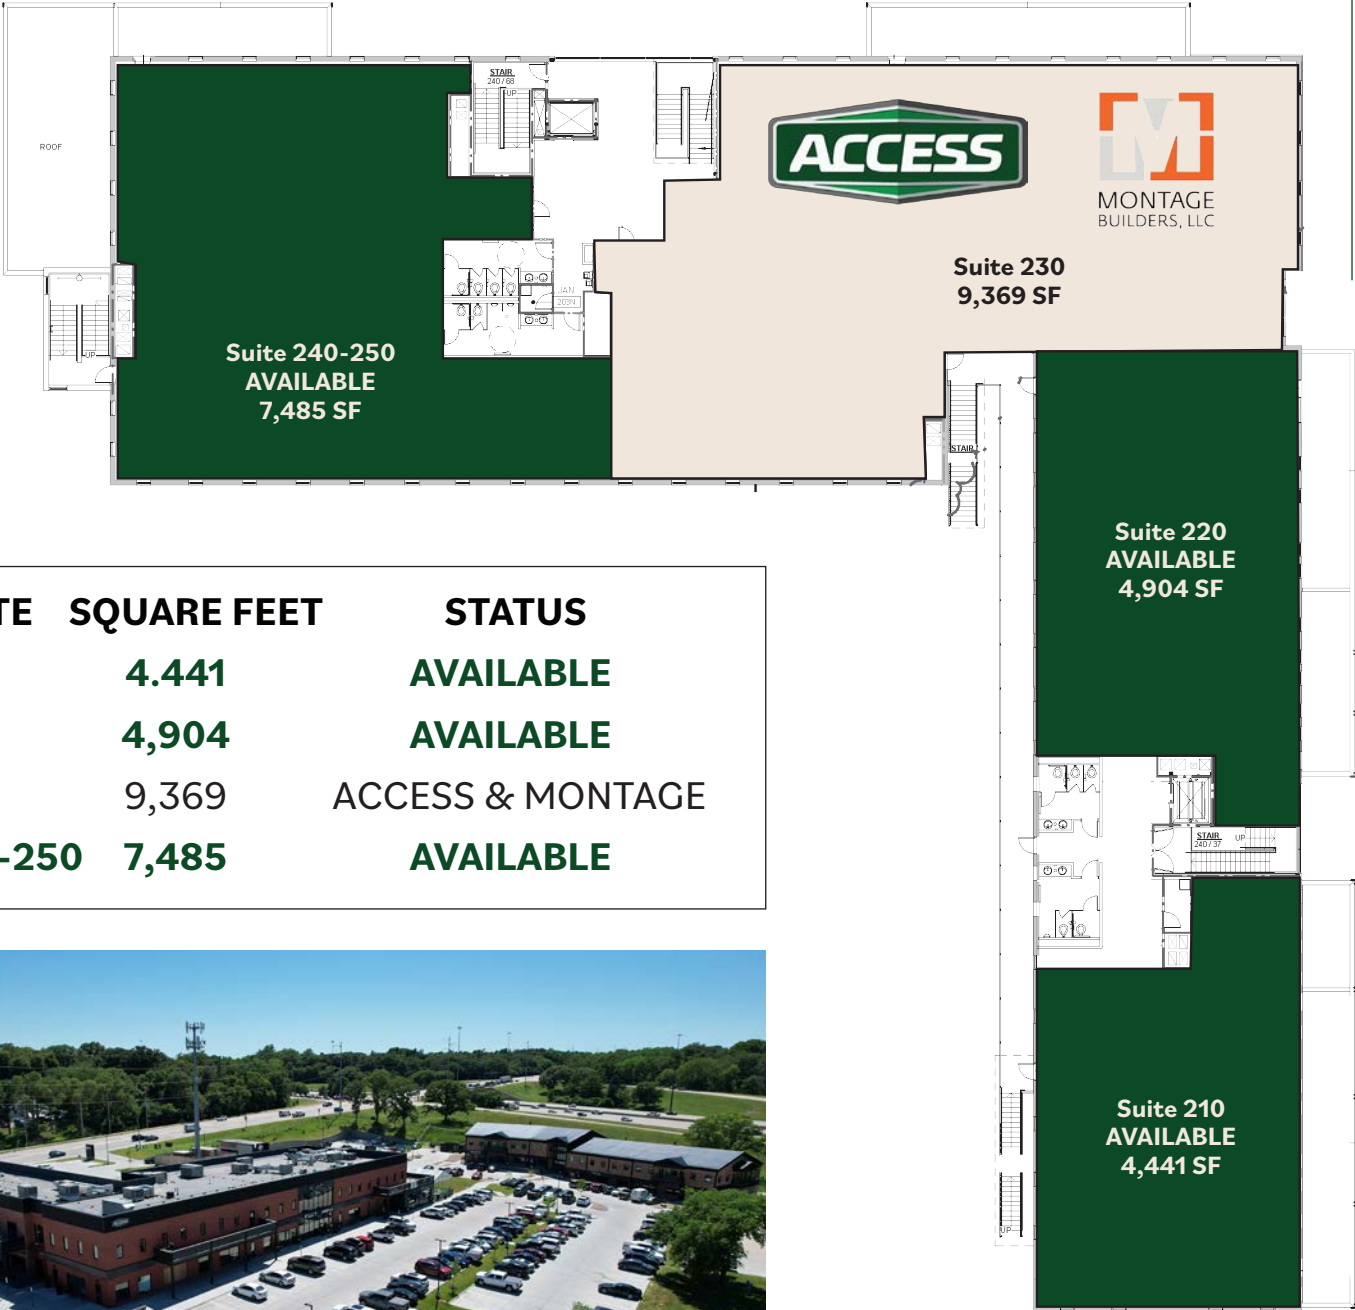 STAIR
240 / 68
UP
ROOF
ACCESS
M
MONTAGE
BUILDERS, LLC
Suite 230
9,369 SF
JAN
203N
UP
Suite 240-250
AVAILABLE
7,485 SF
STAIR
Suite 220
AVAILABLE
4,904 SF
TE SQUARE FEET STATUS
4.441 AVAILABLE
4,904 AVAILABLE
9,369 ACCESS & MONTAGE
-250 7,485 AVAILABLE
STAIR
240 / 37
UP
Suite 210
AVAILABLE
4,441 SF
UP